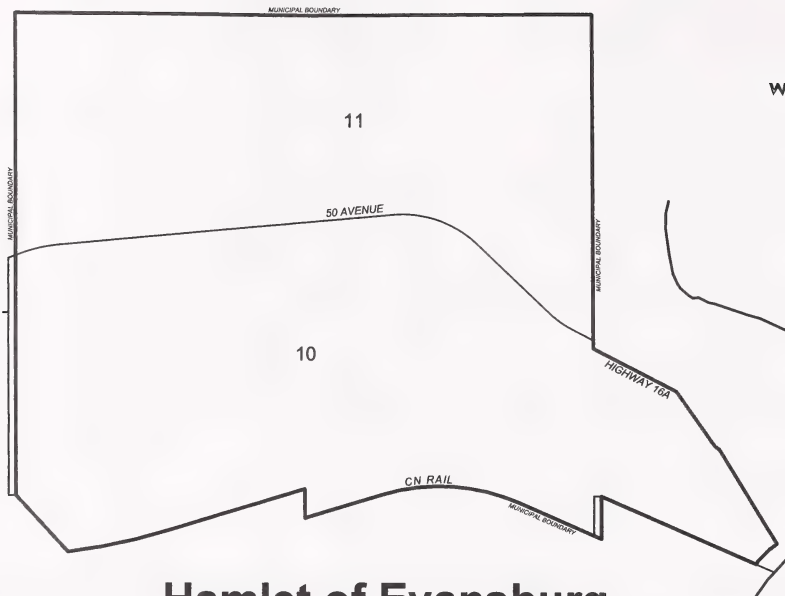 MUNICIPAL BOUNDARY
W
11
MUNICIPAL BOUNDARY
50 AVENUE
MUNICIPAL BOUNDARY
10
HIGHWAY 16A
CN RAIL
MUNICIPAL BOUNDARY
Hamlet of Evansburg